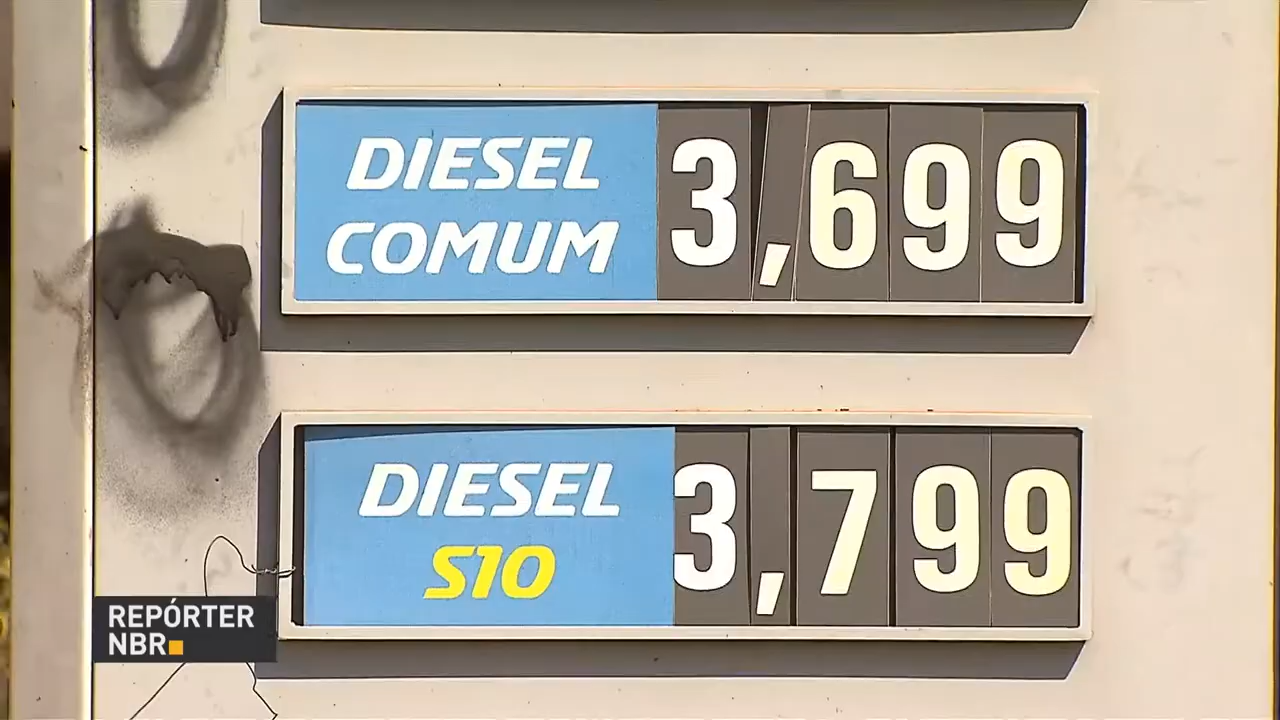 DIESEL
COMUM
3,699
DIESEL
S10
3,799
REPÓRTER
NBR